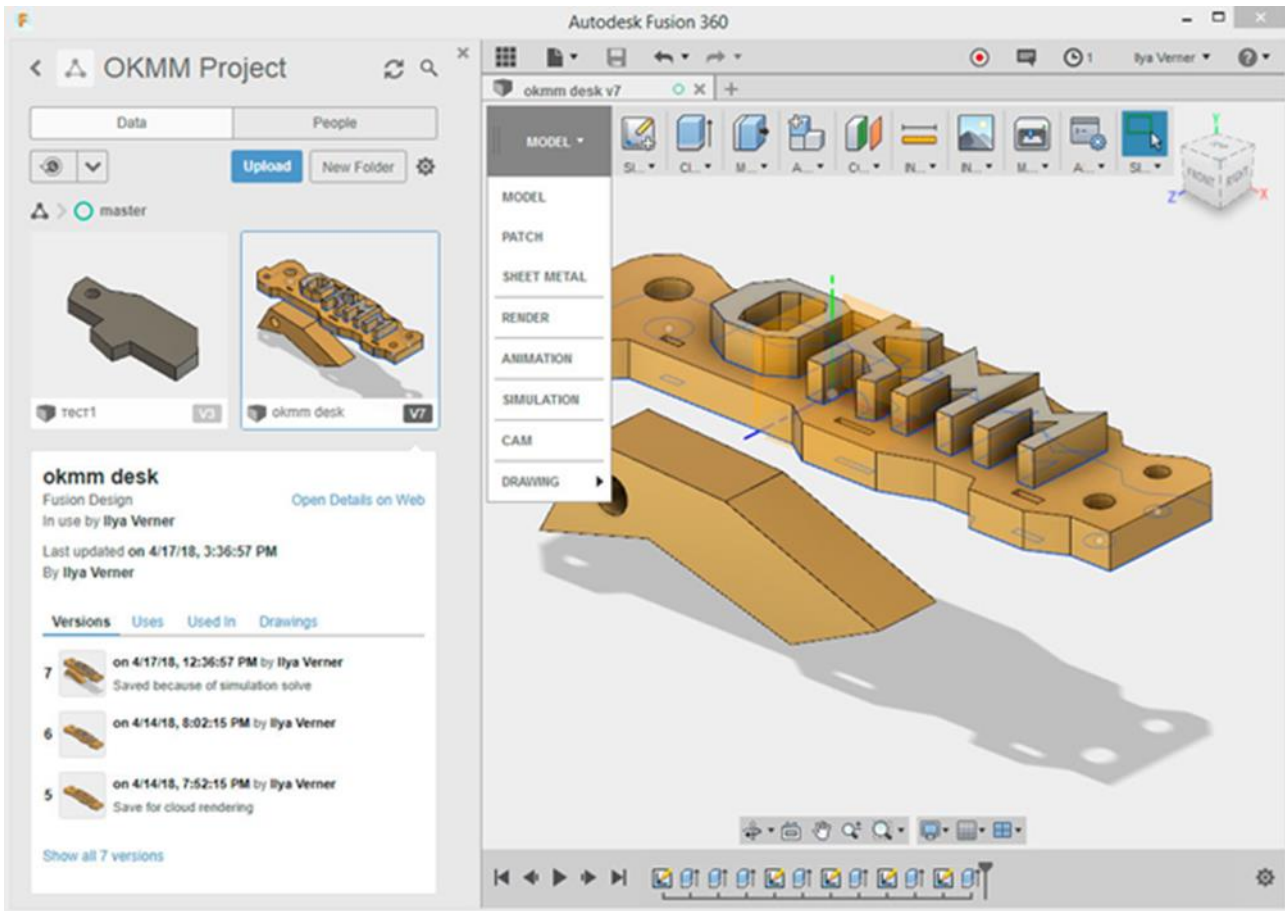 Autodesk Fusion 360
OKMM Project
Data
People
Upload
New Folder
master
тест1
V3
okmm desk
V7
okmm desk
Fusion Design
Open Details on Web
In use by Ilya Verner
Last updated on 4/17/18, 3:36:57 PM
By Ilya Verner
Versions Uses Used In Drawings
7
on 4/17/18, 12:36:57 PM by Ilya Verner
Saved because of simulation solve
6
on 4/14/18, 8:02:15 PM by Ilya Verner
5
on 4/14/18, 7:52:15 PM by Ilya Verner
Save for cloud rendering
Show all 7 versions
1
Ilya Verner
okmm desk v7
MODEL
M...
A...
IN...
IN...
M...
A...
MODEL
PATCH
SHEET METAL
RENDER
ANIMATION
SIMULATION
CAM
DRAWING
Y
FRONT
RIGHT
Z
X
OKMM